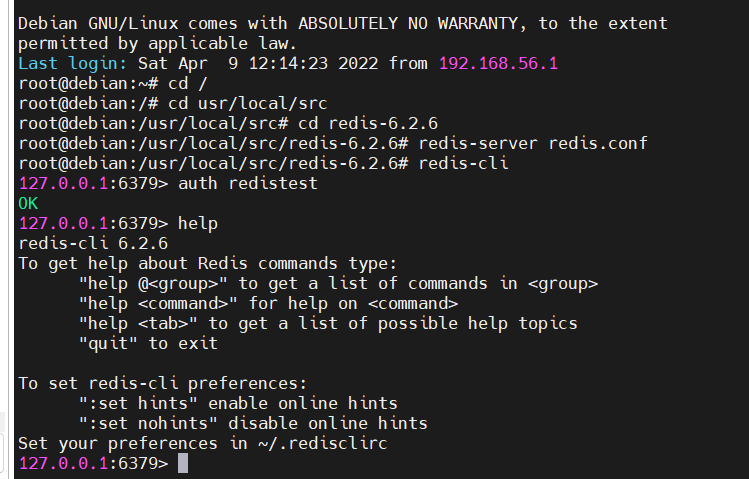 Debian GNU/Linux comes with ABSOLUTELY NO WARRANTY, to the extent
permitted by applicable law.
Last login: Sat Apr  9 12:14:23 2022 from 192.168.56.1
root@debian:~# cd /
root@debian:/# cd usr/local/src
root@debian:/usr/local/src# cd redis-6.2.6
root@debian:/usr/local/src/redis-6.2.6# redis-server redis.conf
root@debian:/usr/local/src/redis-6.2.6# redis-cli
127.0.0.1:6379> auth redistest
OK
127.0.0.1:6379> help
redis-cli 6.2.6
To get help about Redis commands type:
      "help @<group>" to get a list of commands in <group>
      "help <command>" for help on <command>
      "help <tab>" to get a list of possible help topics
      "quit" to exit

To set redis-cli preferences:
      ":set hints" enable online hints
      ":set nohints" disable online hints
Set your preferences in ~/.redisclirc
127.0.0.1:6379>